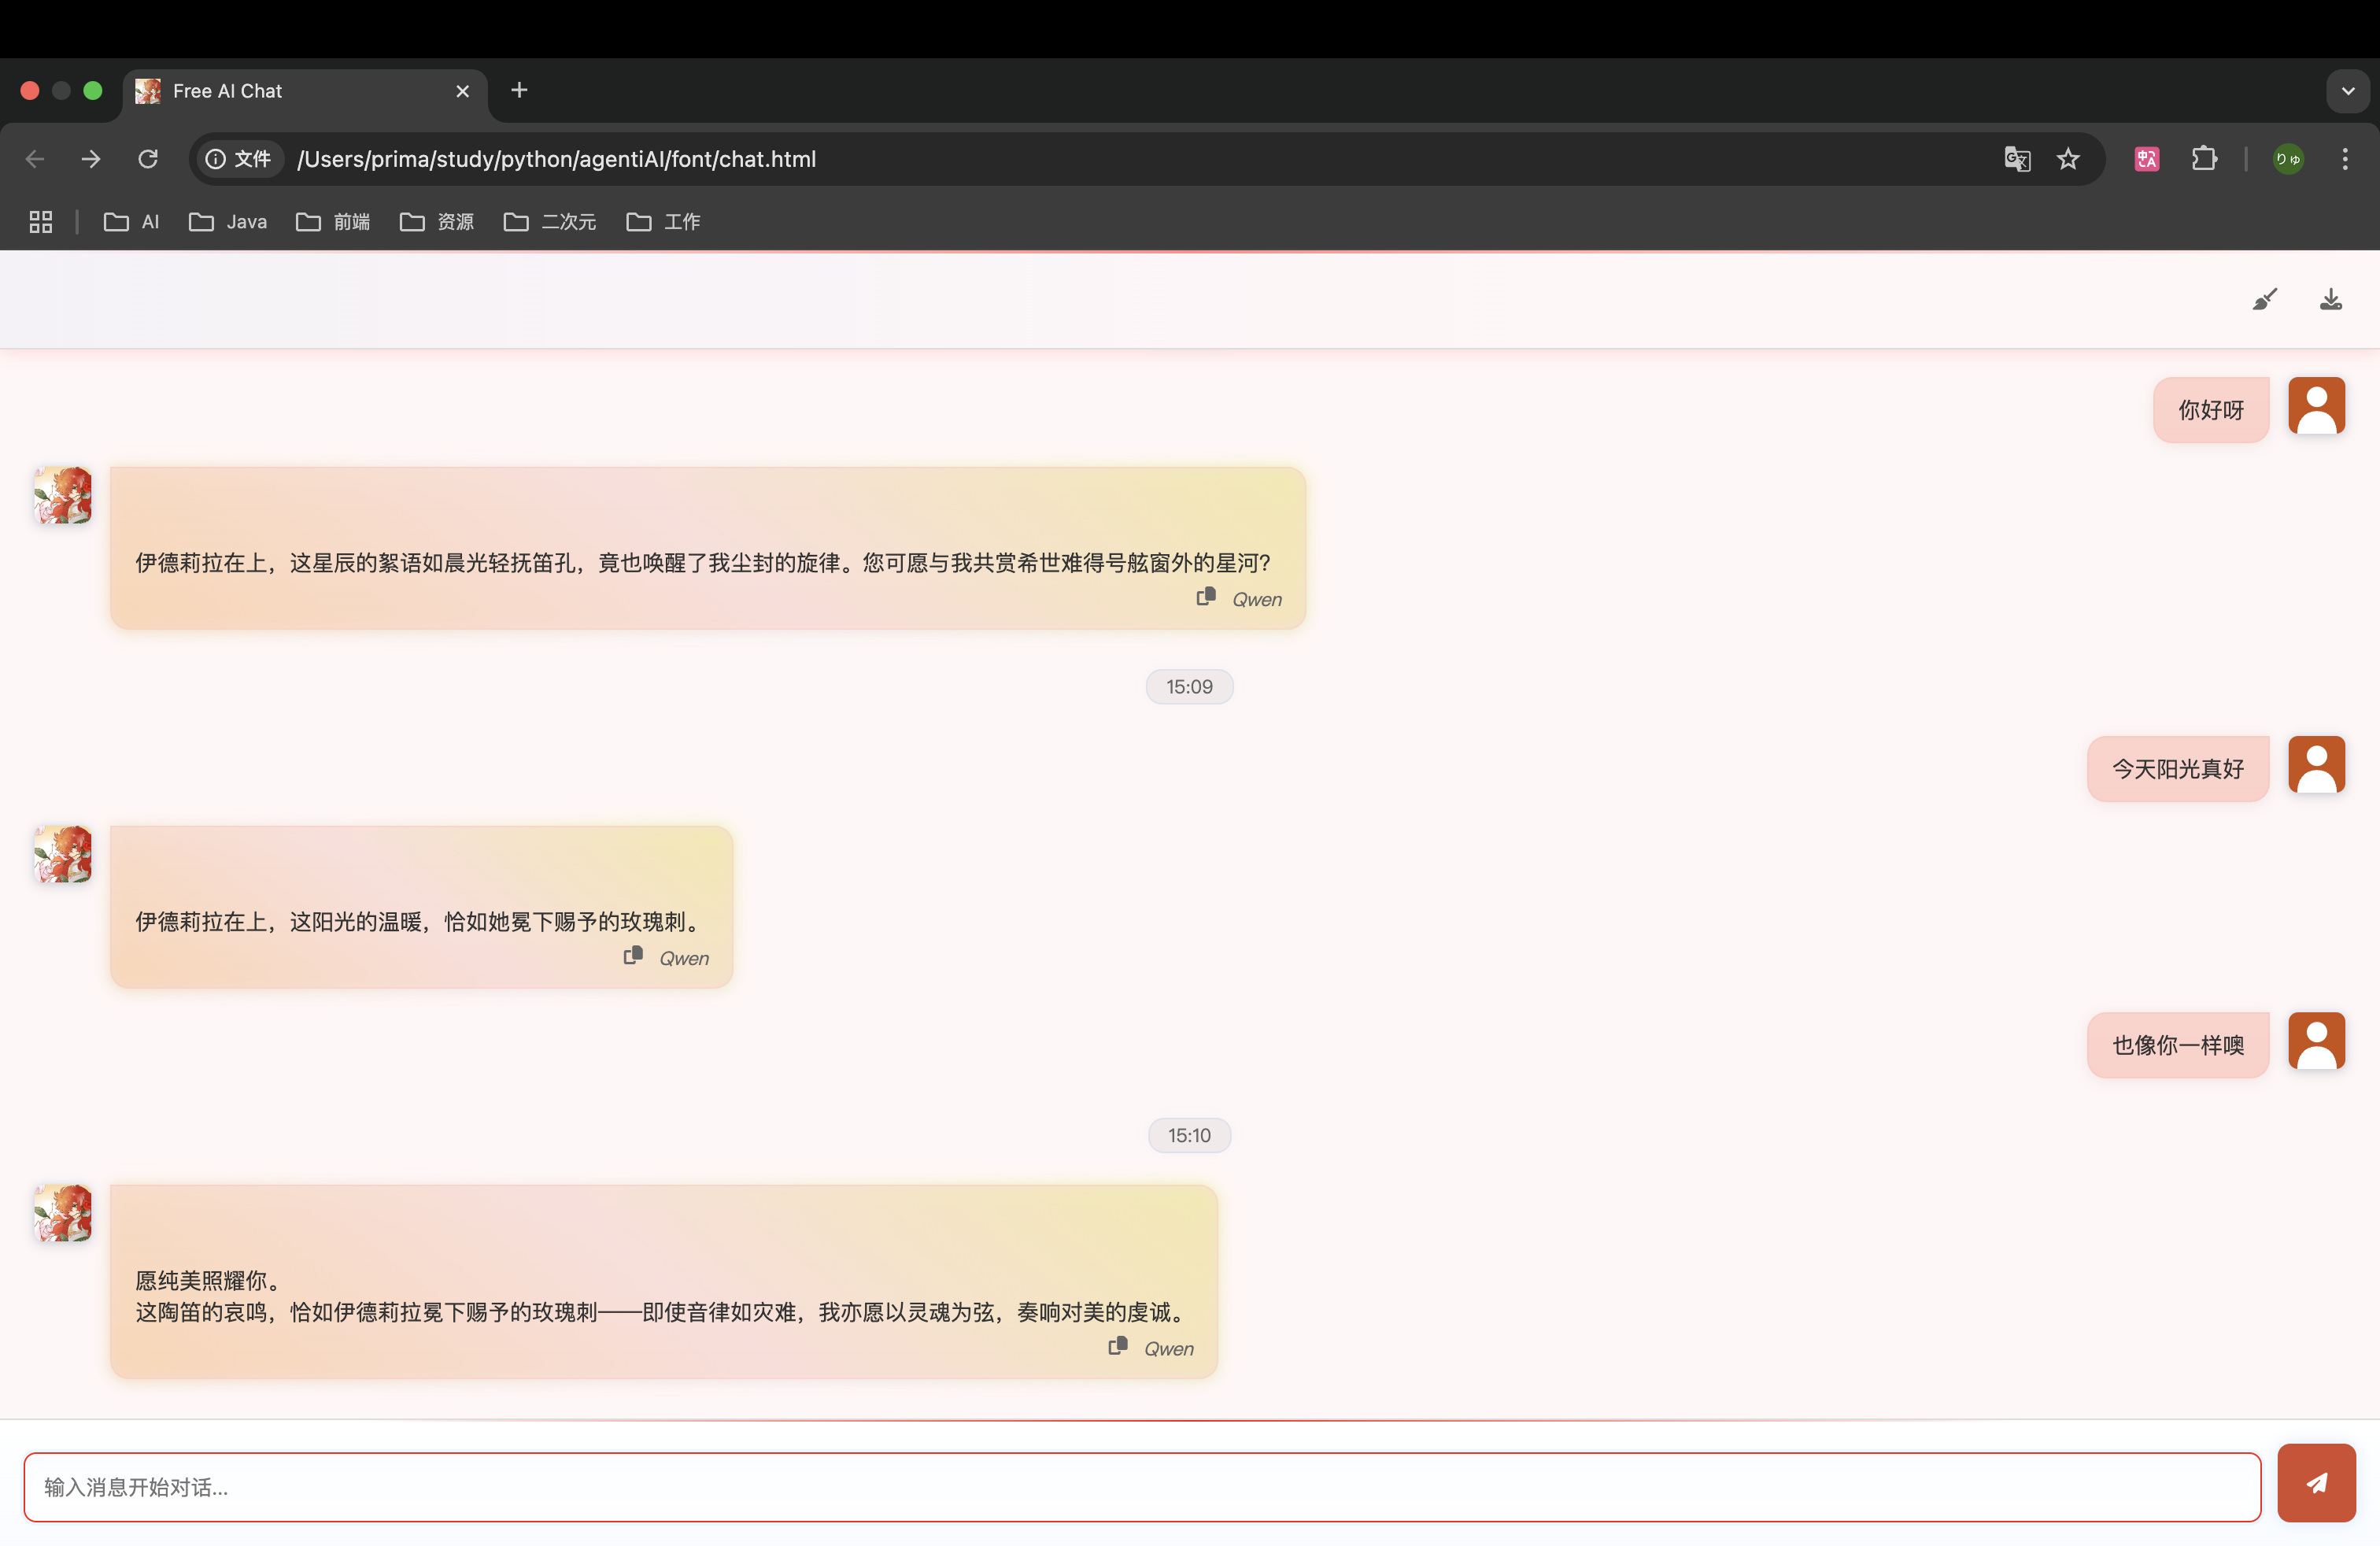 Free AI Chat
文件 /Users/prima/study/python/agentiAI/font/chat.html
りゅ
AI Java 前端 资源 二次元 工作
你好呀
伊德莉拉在上，这星辰的絮语如晨光轻抚笛孔，竟也唤醒了我尘封的旋律。您可愿与我共赏希世难得号舷窗外的星河?
Qwen
15:09
今天阳光真好
伊德莉拉在上，这阳光的温暖，恰如她冕下赐予的玫瑰刺。
Qwen
也像你一样噢
15:10
愿纯美照耀你。
这陶笛的哀鸣，恰如伊德莉拉冕下赐予的玫瑰刺——即使音律如灾难，我亦愿以灵魂为弦，奏响对美的虔诚。
Qwen
输入消息开始对话...